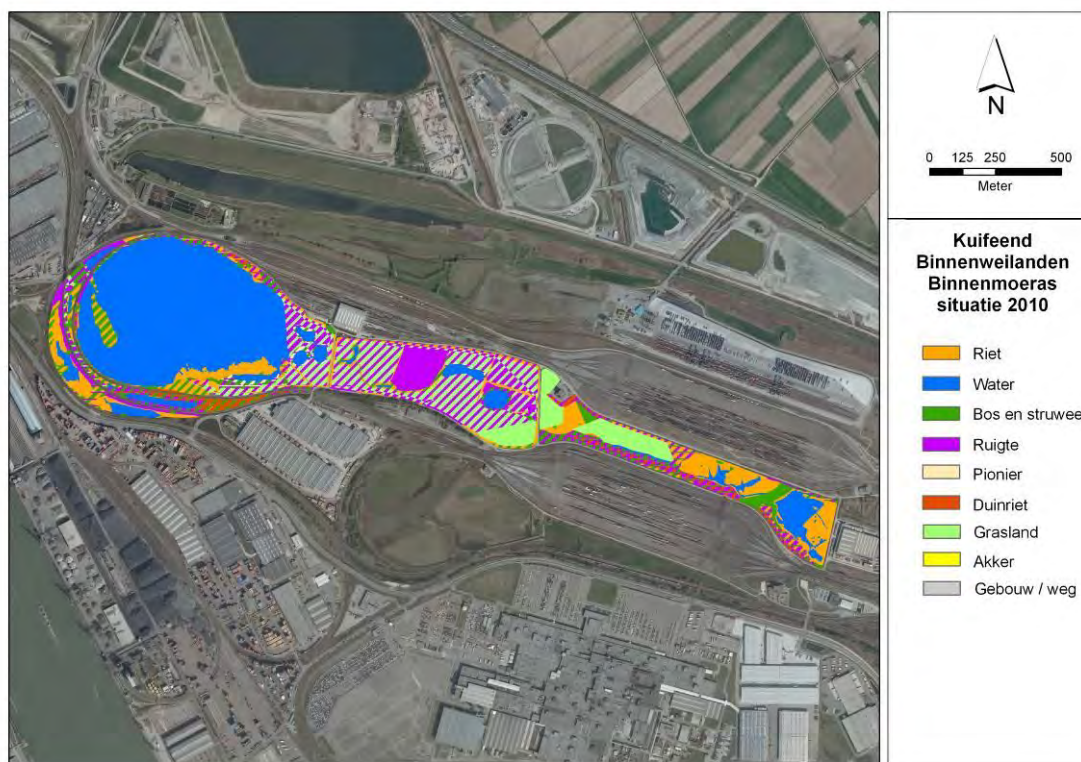 N
0 125 250 500
Meter
Kuifeend
Binnenweilanden
Binnenmoeras
situatie 2010
Riet
Water
Bos en struwee
Ruigte
Pionier
Duinriet
Grasland
Akker
Gebouw / weg